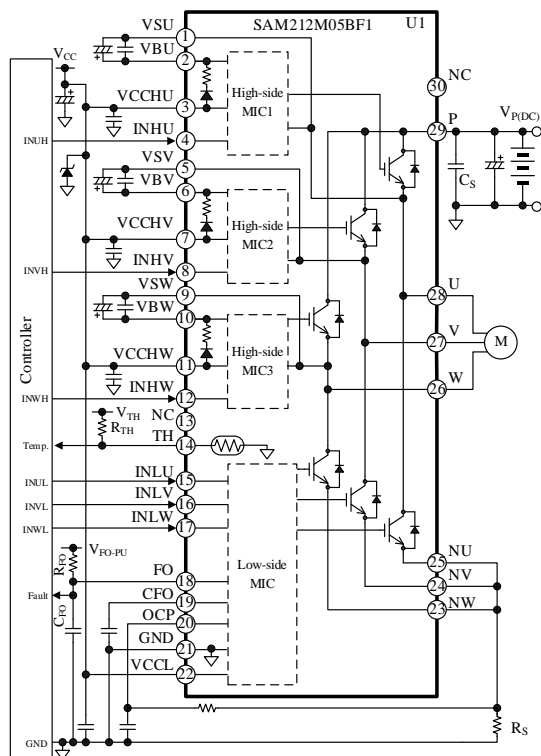 SAM212M05BF1
U1
VSU
1
VBU
2
VCC
VCCHU
3
High-side
MIC1
INUH
INHU
4
NC
30
P
29
VP(DC)
CS
VSV
5
VBV
6
VCCHV
7
High-side
MIC2
INVH
INHV
8
VSW
9
VBW
10
U
28
V
27
M
W
26
VCCHW
11
High-side
MIC3
Controller
INWH
INHW
12
VTH
NC
13
RTH
Temp.
TH
14
INUL
INLU
15
INVL
INLV
16
INWL
INLW
17
VFO-PU
RFO
FO
18
Low-side
MIC
Fault
CFO
CFO
19
OCP
20
GND
21
VCCL
22
25
NU
24
NV
23
NW
RS
GND